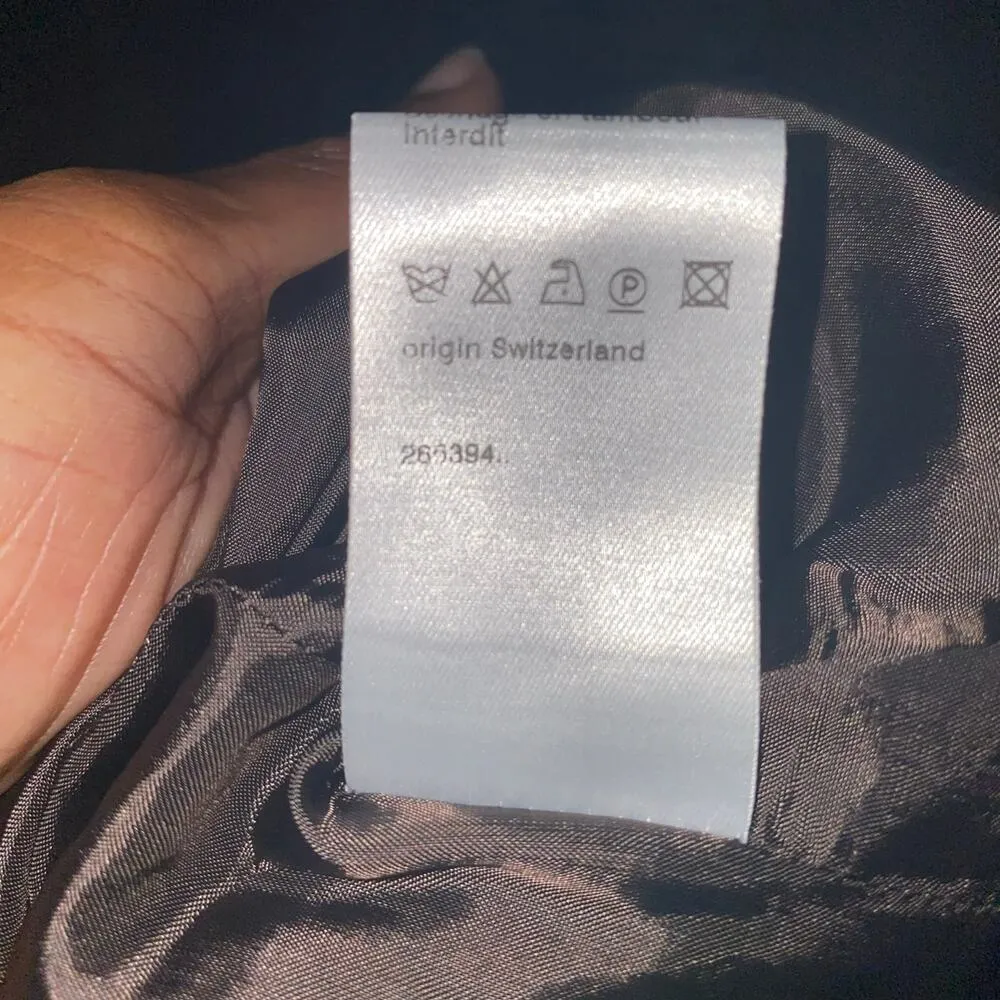 interdit
P
origin Switzerland
266394..